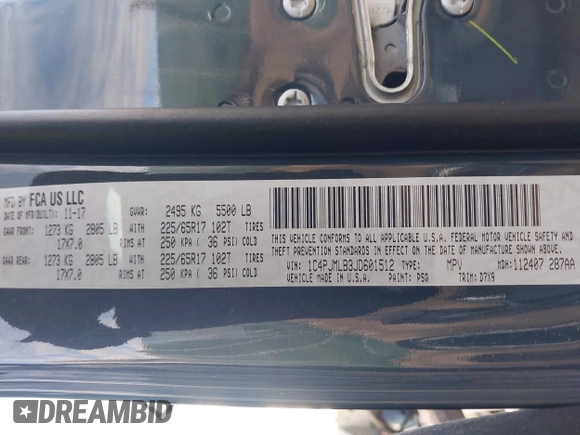 MFD BY FCA US LLC
DATE OF
MFR(BUILT): 11-17 GVWR: 2495 KG 5500 LB
GAWR FRONT: 1273 KG 2805 LB WITH 225/65R17 102T TIRES
17X7.0 RIMS AT 250 KPA ( 36 PSI) COLD
GAWR REAR: 1273 KG 2805 LB WITH 225/65R17 102T TIRES
17X7.0 RIMS AT 250 KPA ( 36 PSI) COLD
THIS VEHICLE CONFORMS TO ALL APPLICABLE U.S.A. FEDERAL MOTOR VEHICLE SAFETY, BUMPER AND
THEFT PREVENTION STANDARDS IN EFFECT ON THE DATE OF MANUFACTURE SHOWN ABOVE.
VIN: 1C4PJMLB3JD601512 TYPE: MPV MDH: 112407 287AA
MADE IN U.S.A. PAINT: PSQ TRIM: D7X9
DREAMBID